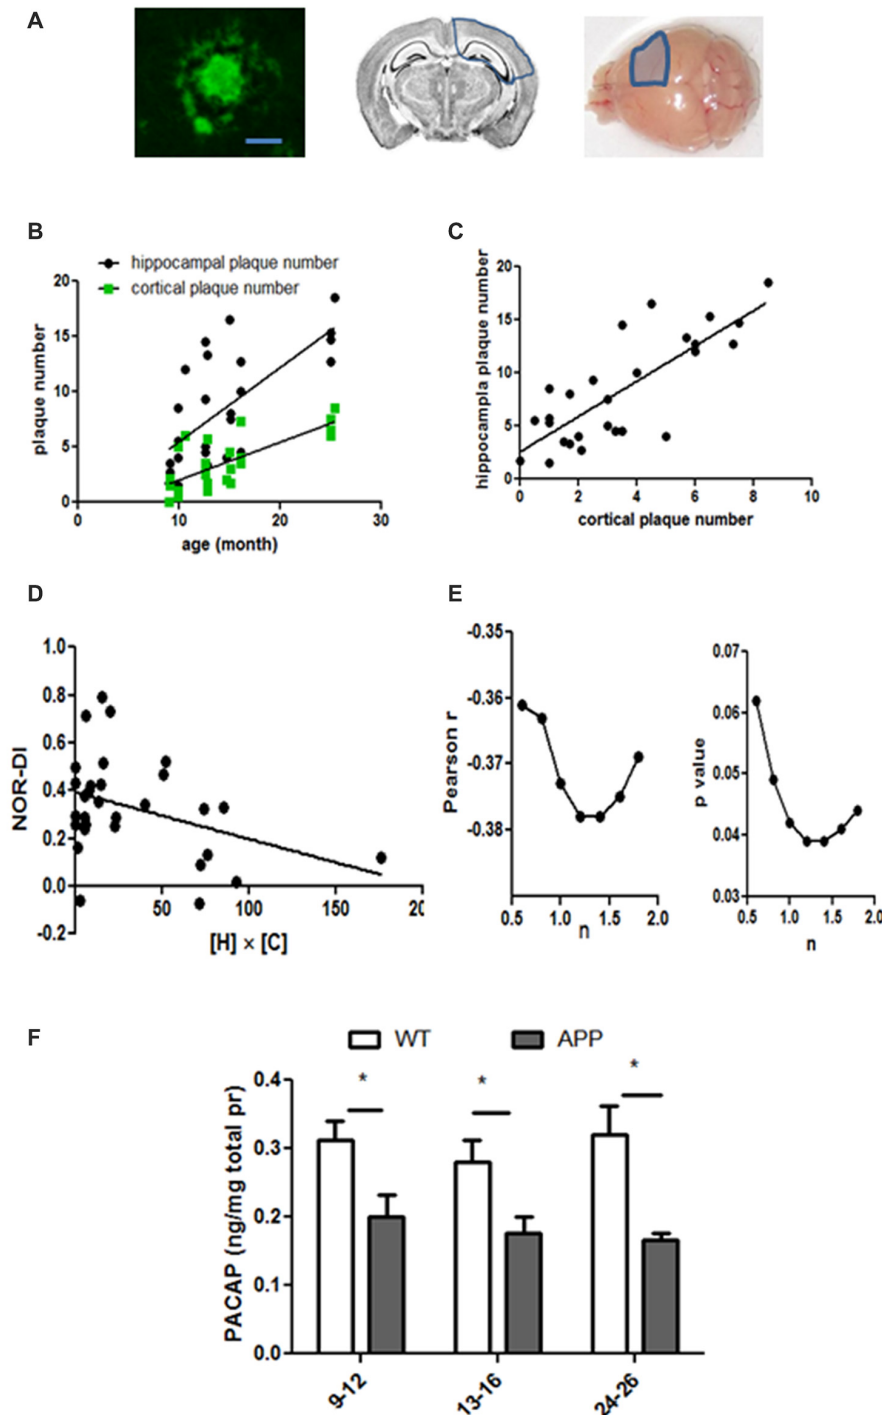 A
B
hippocampal plaque number
cortical plaque number
plaque number
20
15
10
5
0
0
10
20
30
age (month)
C
hippocampla plaque number
20
15
10
5
0
0
2
4
6
8
10
cortical plaque number
D
NOR-DI
1.0
0.8
0.6
0.4
0.2
0.0
-0.2
50
100
150
20
[H] × [C]
E
Pearson r
-0.35
-0.36
-0.37
-0.38
0.5
1.0
1.5
2.0
n
p value
0.07
0.06
0.05
0.04
0.03
0.5
1.0
1.5
2.0
n
F
WT
APP
PACAP (ng/mg total pr)
0.4
0.3
0.2
0.1
0.0
*
*
*
9-12
13-16
24-26